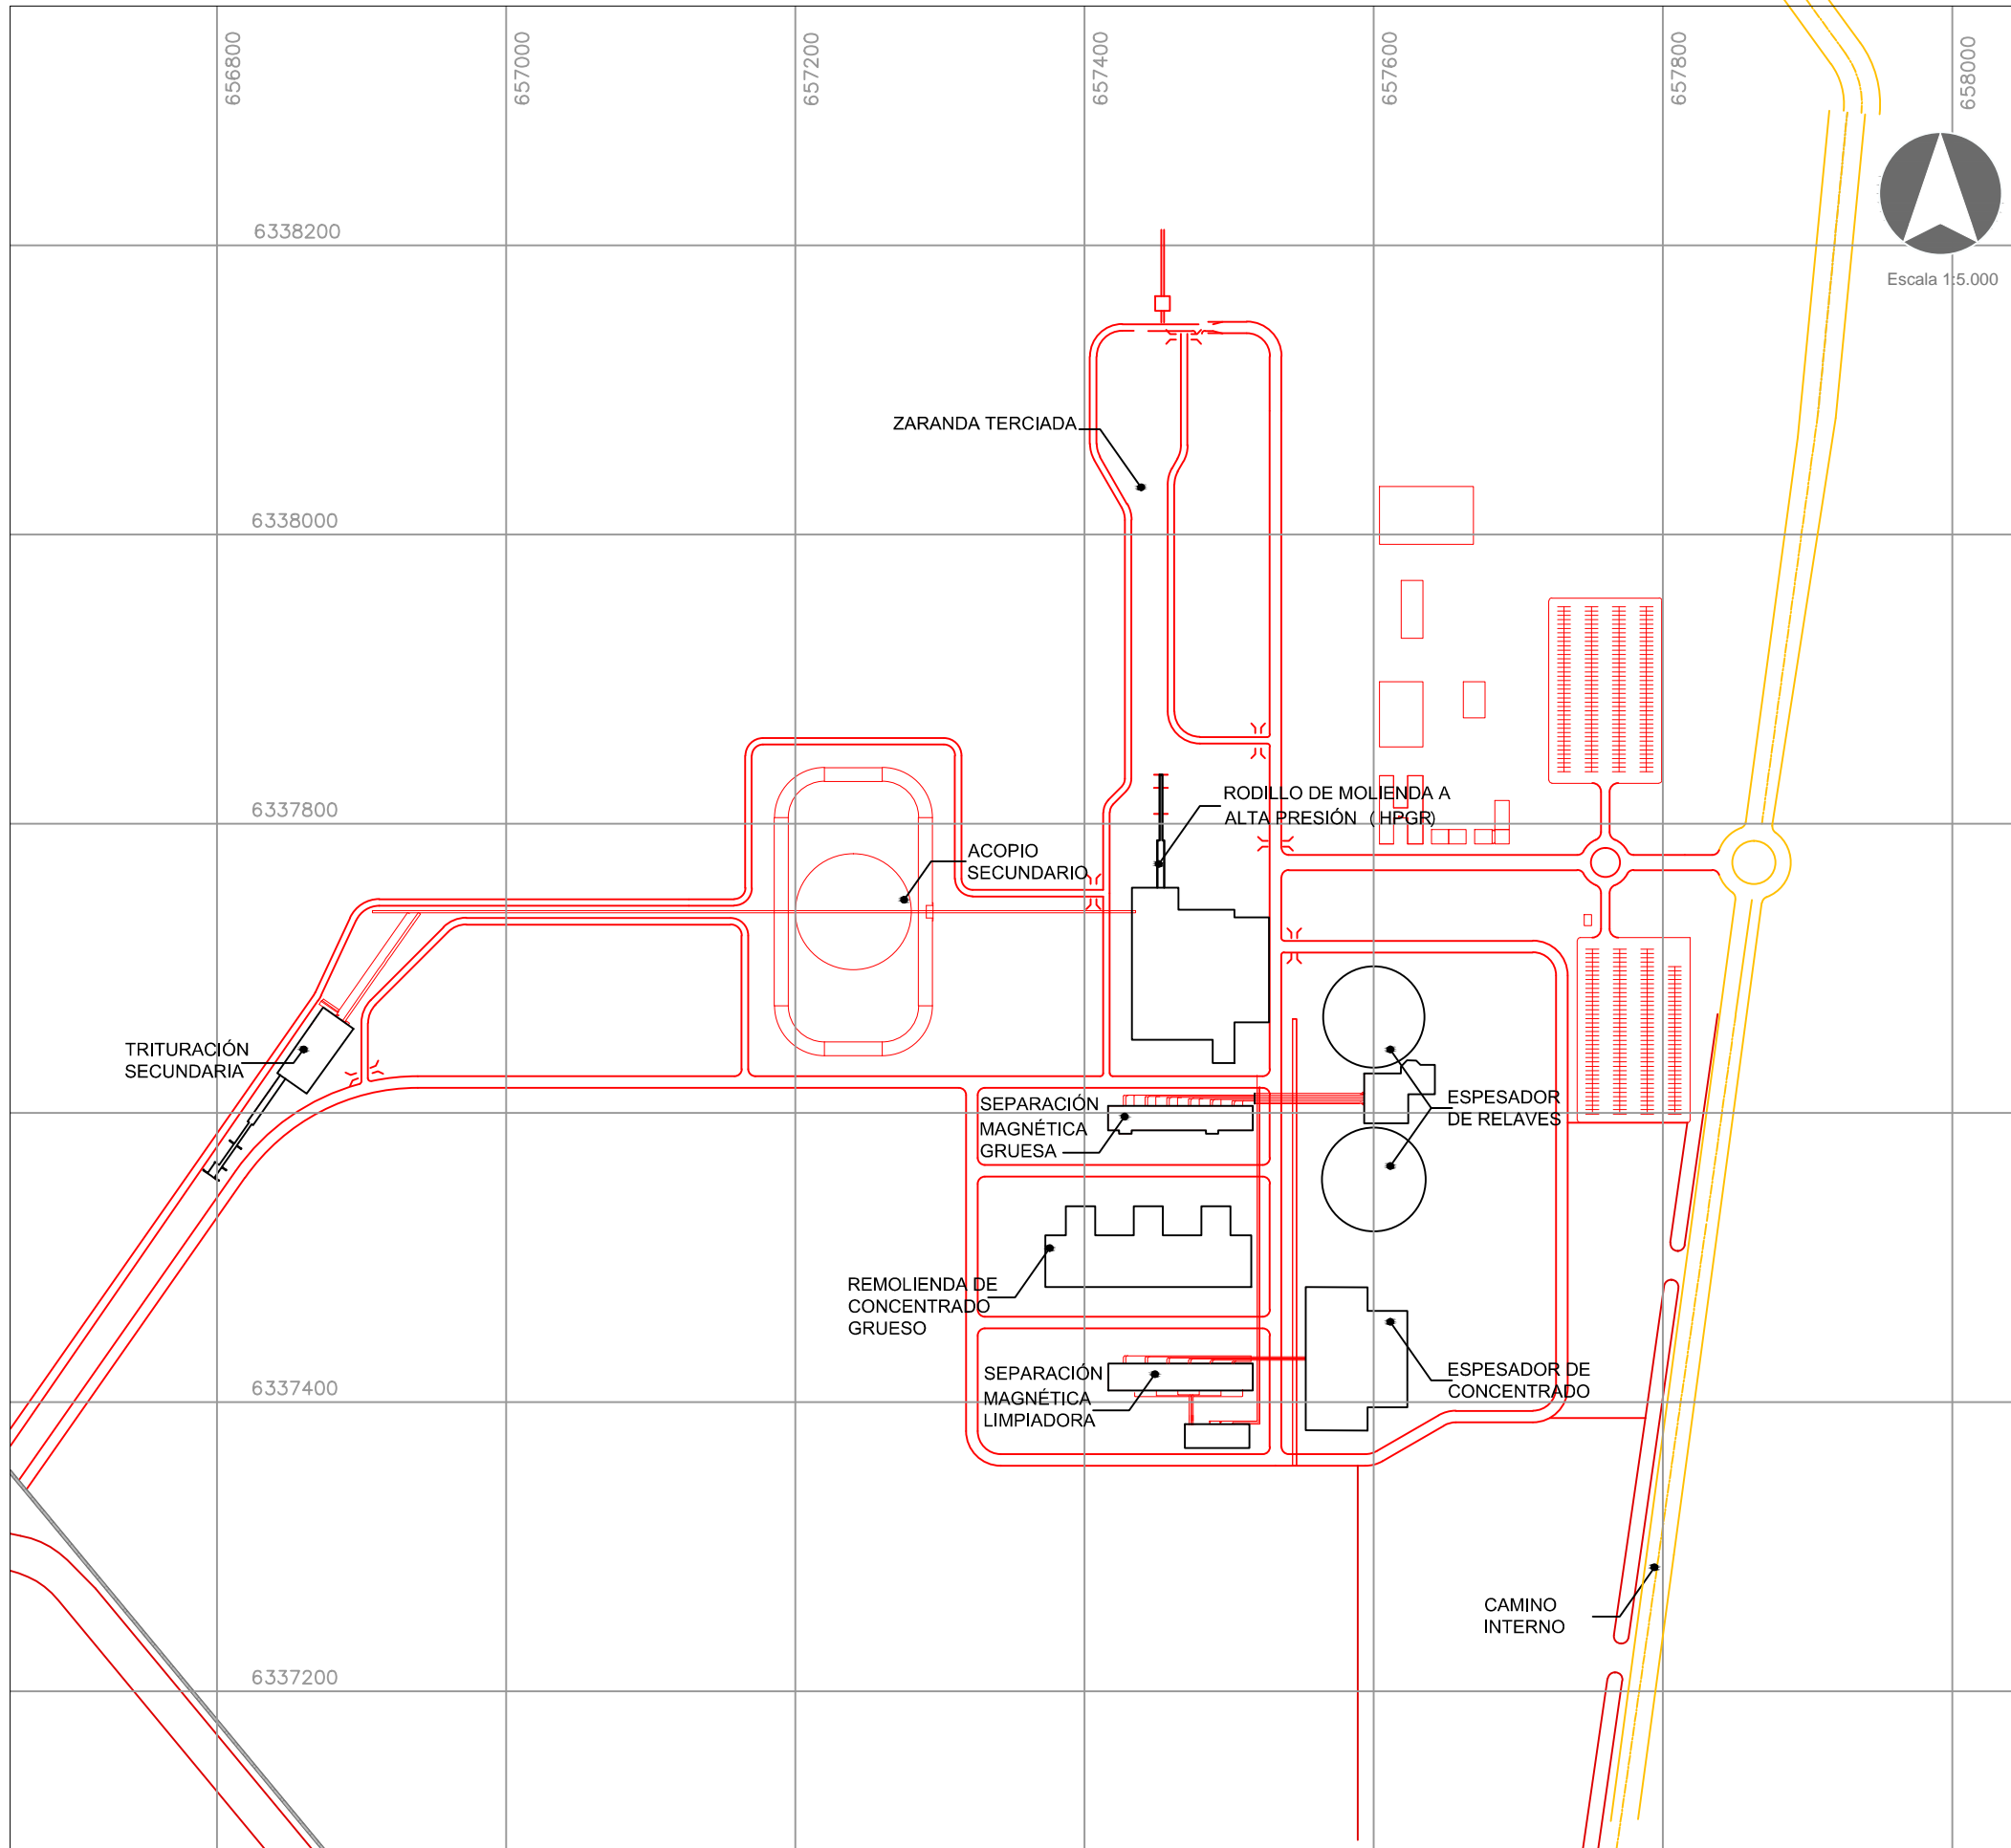 656800
657000
657200
657400
657600
657800
658000
6338200
Escala 1:5.000
ZARANDA TERCIADA
6338000
RODILLO DE MOLIENDA A
ALTA PRESIÓN (HPGR)
6337800
ACOPIO
SECUNDARIO
TRITURACIÓN
SECUNDARIA
SEPARACIÓN
MAGNÉTICA
GRUESA
ESPESADOR
DE RELAVES
REMOLIENDA DE
CONCENTRADO
GRUESO
SEPARACIÓN
MAGNÉTICA
LIMPIADORA
ESPESADOR DE
CONCENTRADO
6337400
CAMINO
INTERNO
6337200